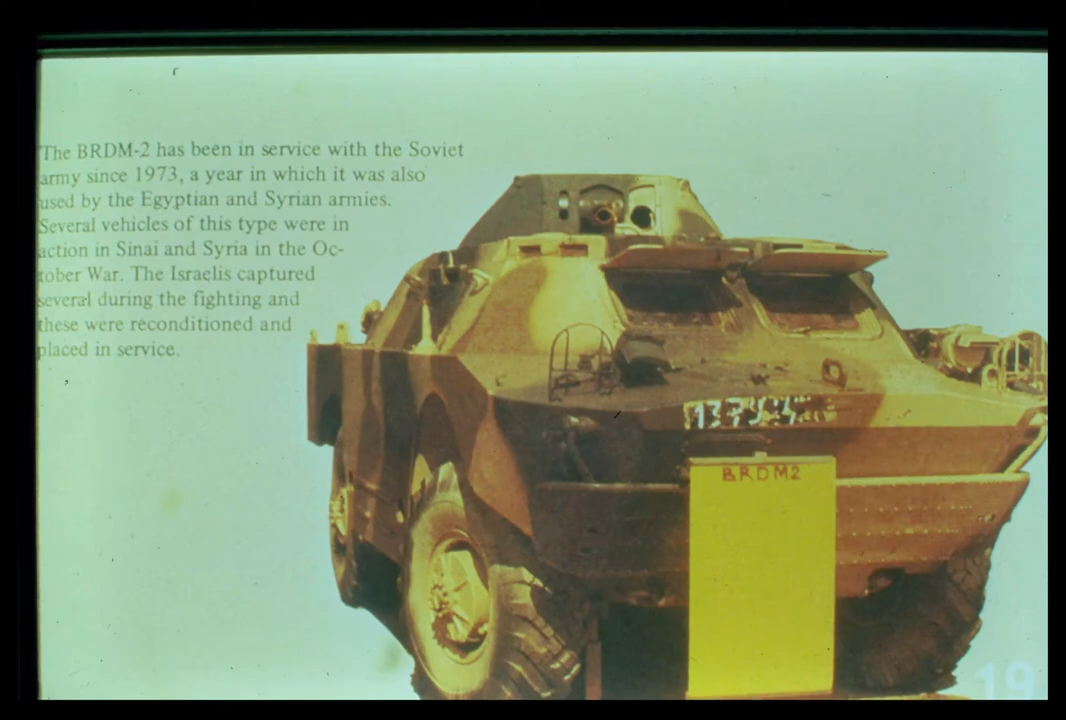 The BRDM-2 has been in service with the Soviet
army since 1973, a year in which it was also
used by the Egyptian and Syrian armies.
Several vehicles of this type were in
action in Sinai and Syria in the Oc-
tober War. The Israelis captured
several during the fighting and
these were reconditioned and
placed in service.
BRDM2
19